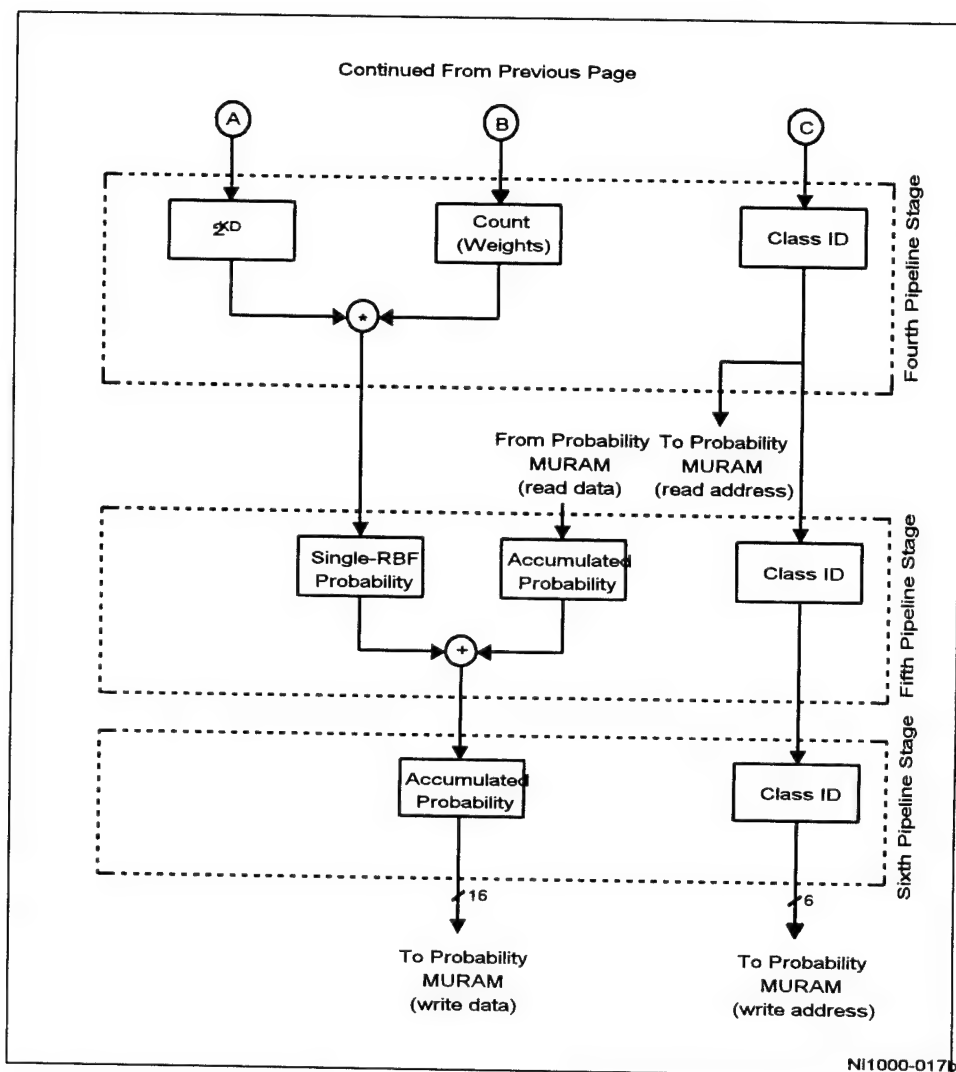 Continued From Previous Page
A
B
C
2^XD
Count
(Weights)
Class ID
*
Fourth Pipeline Stage
From Probability
MURAM
(read data)
To Probability
MURAM
(read address)
Single-RBF
Probability
Accumulated
Probability
Class ID
+
Fifth Pipeline Stage
Accumulated
Probability
Class ID
Sixth Pipeline Stage
16
6
To Probability
MURAM
(write data)
To Probability
MURAM
(write address)
Ni1000-017b